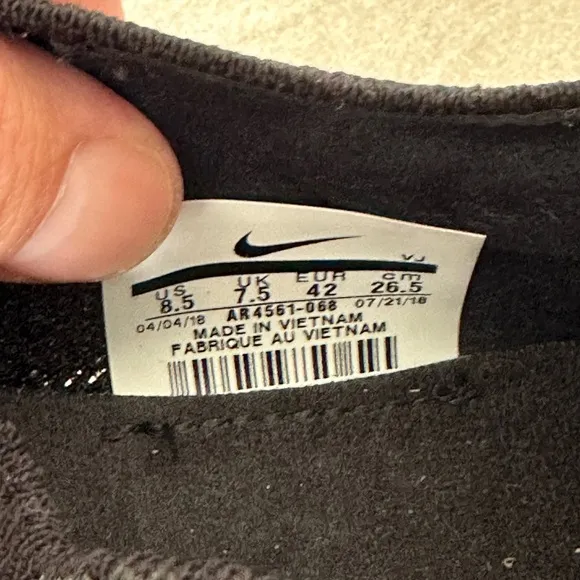 VJ
US UK EUR cm
8.5 7.5 42 26.5
04/04/18 AR4561-068 07/21/18
MADE IN VIETNAM
FABRIQUE AU VIETNAM